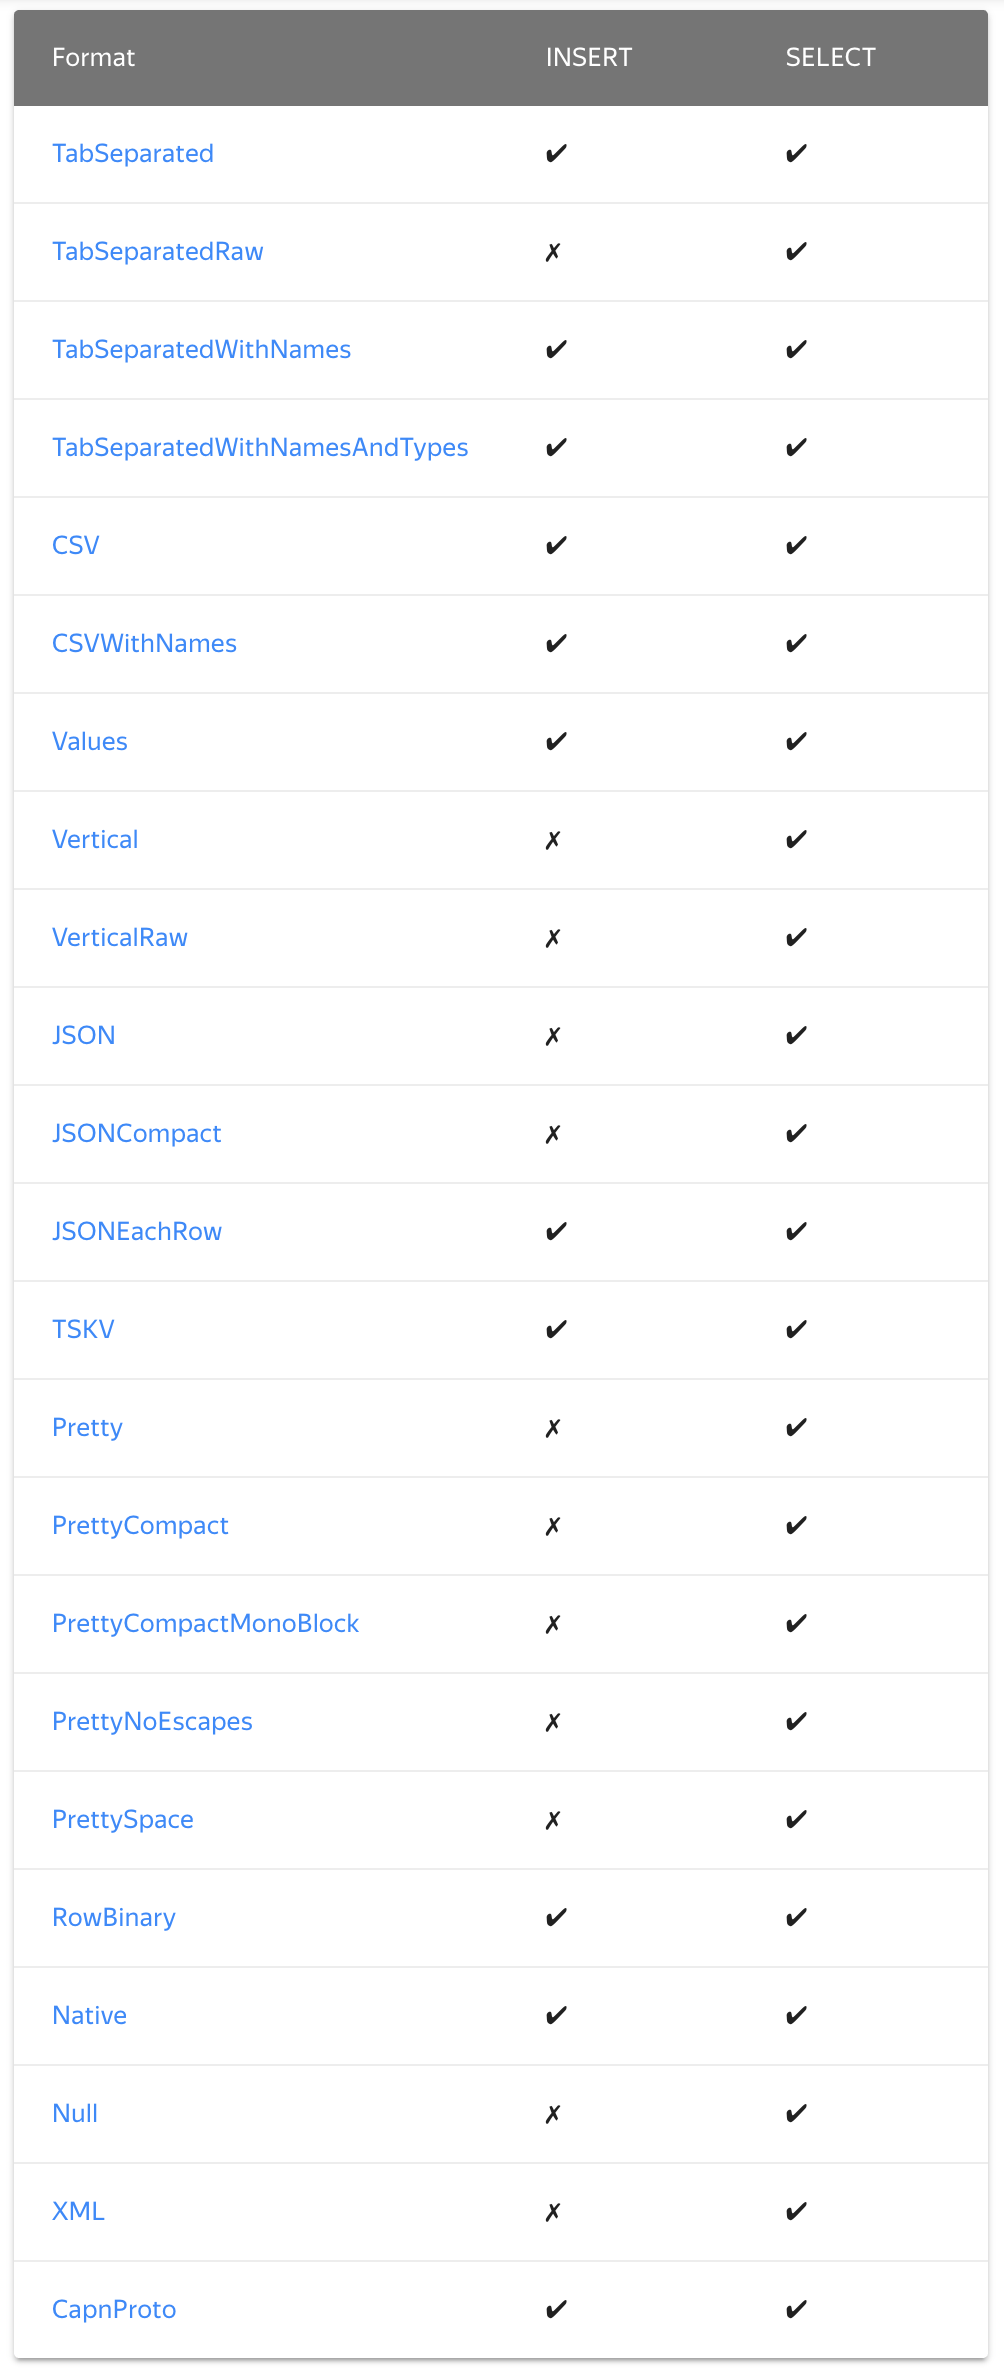 Format INSERT SELECT
TabSeparated ✔ ✔
TabSeparatedRaw ✗ ✔
TabSeparatedWithNames ✔ ✔
TabSeparatedWithNamesAndTypes ✔ ✔
CSV ✔ ✔
CSVWithNames ✔ ✔
Values ✔ ✔
Vertical ✗ ✔
VerticalRaw ✗ ✔
JSON ✗ ✔
JSONCompact ✗ ✔
JSONEachRow ✔ ✔
TSKV ✔ ✔
Pretty ✗ ✔
PrettyCompact ✗ ✔
PrettyCompactMonoBlock ✗ ✔
PrettyNoEscapes ✗ ✔
PrettySpace ✗ ✔
RowBinary ✔ ✔
Native ✔ ✔
Null ✗ ✔
XML ✗ ✔
CapnProto ✔ ✔